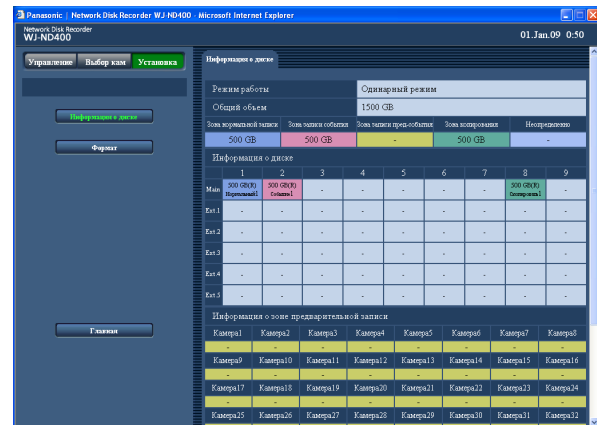 Panasonic | Network Disk Recorder WJ-ND400 - Microsoft Internet Explorer
Network Disk Recorder
WJ-ND400
01.Jan.09 0:50
Управление Выбор кам Установка
Информация о диске
Формат
Главная
Информация о диске
Режим работы Одинарный режим
Общий объем 1500 GB
Зона нормальной записи Зона записи события Зона записи пред-события Зона копирования Неопределенно
500 GB 500 GB - 500 GB -
Информация о диске
1 2 3 4 5 6 7 8 9
Main 500 GB(R) 500 GB(R) - - - - - 500 GB(R) -
Нормальный1 Событие1 Скопировать1
Ext.1 - - - - - - - - -
Ext.2 - - - - - - - - -
Ext.3 - - - - - - - - -
Ext.4 - - - - - - - - -
Ext.5 - - - - - - - - -
Информация о зоне предварительной записи
Камера1 Камера2 Камера3 Камера4 Камера5 Камера6 Камера7 Камера8
- - - - - - - -
Камера9 Камера10 Камера11 Камера12 Камера13 Камера14 Камера15 Камера16
- - - - - - - -
Камера17 Камера18 Камера19 Камера20 Камера21 Камера22 Камера23 Камера24
- - - - - - - -
Камера25 Камера26 Камера27 Камера28 Камера29 Камера30 Камера31 Камера32